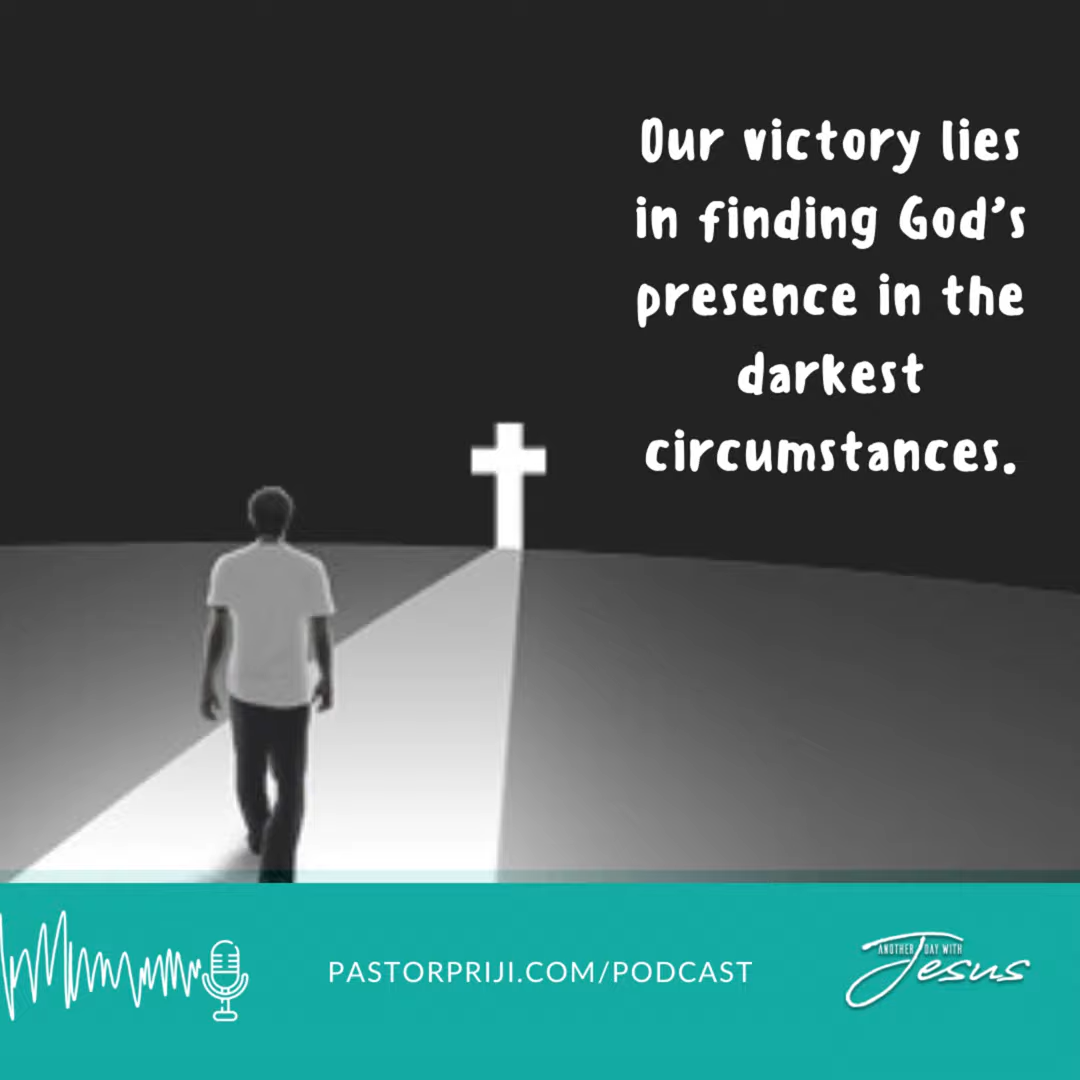 Our victory lies
in finding God's
presence in the
darkest
circumstances.
PASTORPRIJI.COM/PODCAST
ANOTHER DAY WITH
Jesus